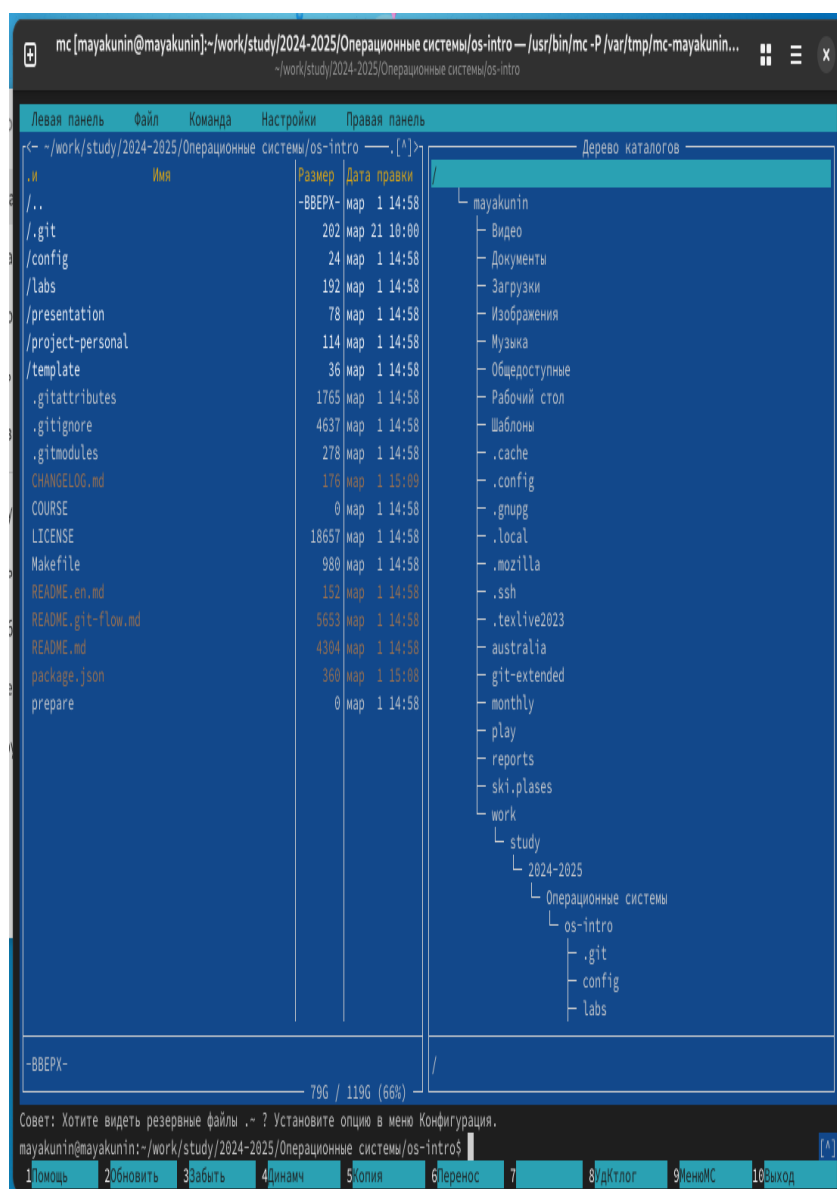 mc [mayakunin@mayakunin]:~/work/study/2024-2025/Операционные системы/os-intro — /usr/bin/mc -P /var/tmp/mc-mayakunin...
~/work/study/2024-2025/Операционные системы/os-intro
Левая панель Файл Команда Настройки Правая панель
<— ~/work/study/2024-2025/Операционные системы/os-intro ——.[^]>
.и Имя Размер Дата правки
/.. -ВВЕРХ- мар 1 14:58
/.git 202 мар 21 10:00
/config 24 мар 1 14:58
/labs 192 мар 1 14:58
/presentation 78 мар 1 14:58
/project-personal 114 мар 1 14:58
/template 36 мар 1 14:58
.gitattributes 1765 мар 1 14:58
.gitignore 4637 мар 1 14:58
.gitmodules 278 мар 1 14:58
CHANGELOG.md 176 мар 1 15:09
COURSE 0 мар 1 14:58
LICENSE 18657 мар 1 14:58
Makefile 980 мар 1 14:58
README.en.md 152 мар 1 14:58
README.git-flow.md 5653 мар 1 14:58
README.md 4304 мар 1 14:58
package.json 360 мар 1 15:08
prepare 0 мар 1 14:58
-ВВЕРХ-
79G / 119G (66%)
Дерево каталогов
/
mayakunin
Видео
Документы
Загрузки
Изображения
Музыка
Общедоступные
Рабочий стол
Шаблоны
.cache
.config
.gnupg
.local
.mozilla
.ssh
.texlive2023
australia
git-extended
monthly
play
reports
ski.plases
work
study
2024-2025
Операционные системы
os-intro
.git
config
labs
/
Совет: Хотите видеть резервные файлы .~ ? Установите опцию в меню Конфигурация.
mayakunin@mayakunin:~/work/study/2024-2025/Операционные системы/os-intro$ [^]
1Помощь 2Обновить 3Забыть 4Динамч 5Копия 6Перенос 7 8УдКтлог 9МенюMC 10Выход